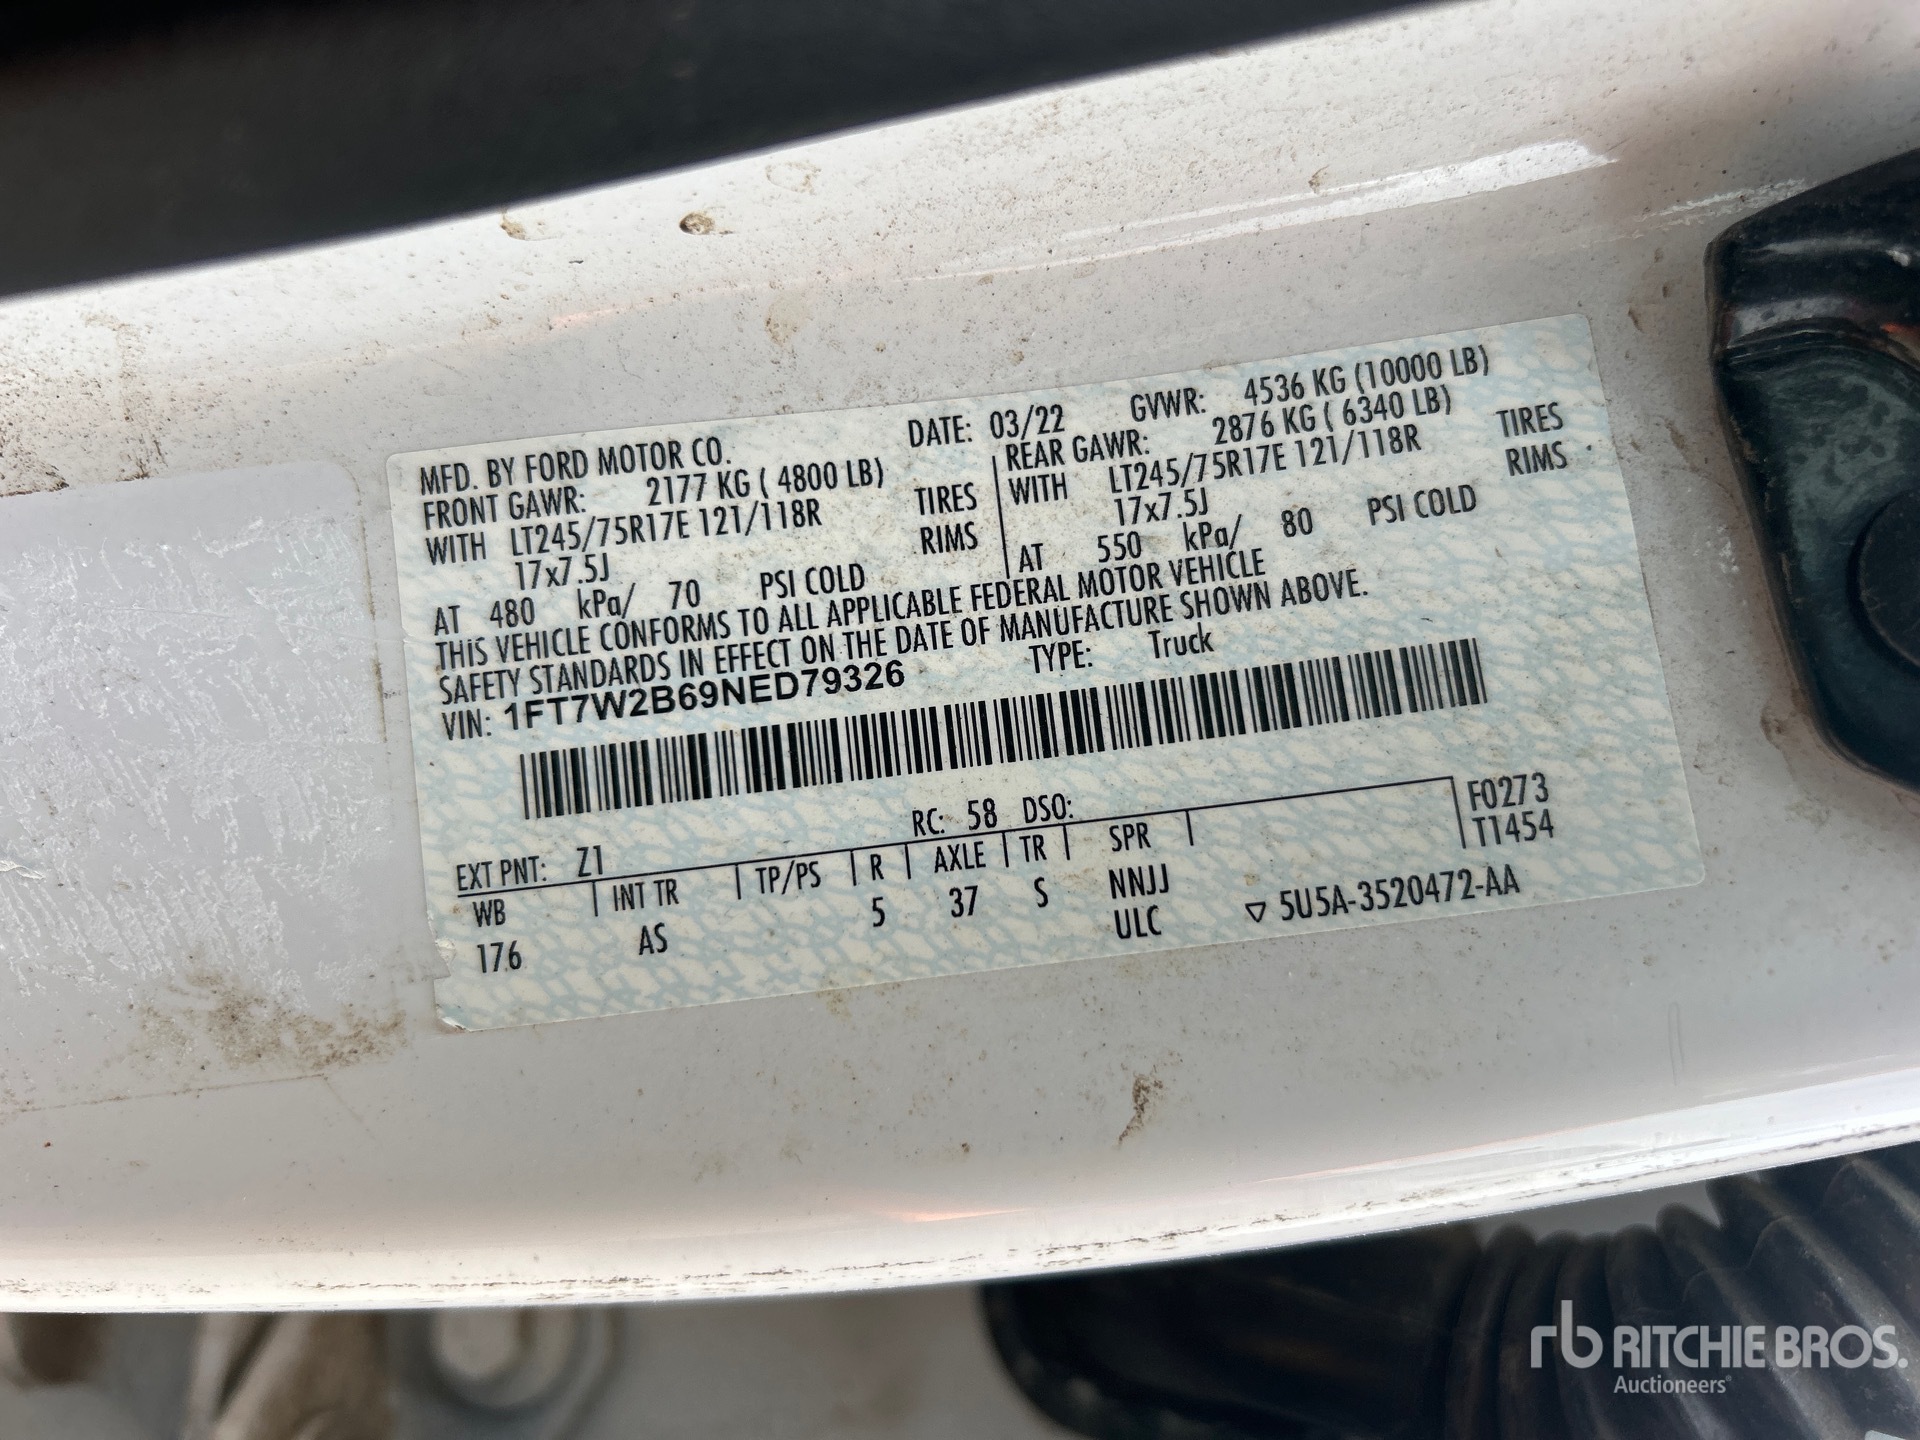 MFD. BY FORD MOTOR CO. DATE: 03/22 GVWR: 4536 KG (10000 LB)
FRONT GAWR: 2177 KG ( 4800 LB) REAR GAWR: 2876 KG ( 6340 LB)
WITH LT245/75R17E 121/118R TIRES WITH LT245/75R17E 121/118R TIRES
17x7.5J RIMS 17x7.5J RIMS
AT 480 kPa/ 70 PSI COLD AT 550 kPa/ 80 PSI COLD
THIS VEHICLE CONFORMS TO ALL APPLICABLE FEDERAL MOTOR VEHICLE
SAFETY STANDARDS IN EFFECT ON THE DATE OF MANUFACTURE SHOWN ABOVE.
VIN: 1FT7W2B69NED79326 TYPE: Truck
EXT PNT: Z1 RC: 58 DSO: F0273
WB INT TR TP/PS R AXLE TR SPR T1454
176 AS 5 37 S NNJJ
ULC 5U5A-3520472-AA
rb RITCHIE BROS.
Auctioneers